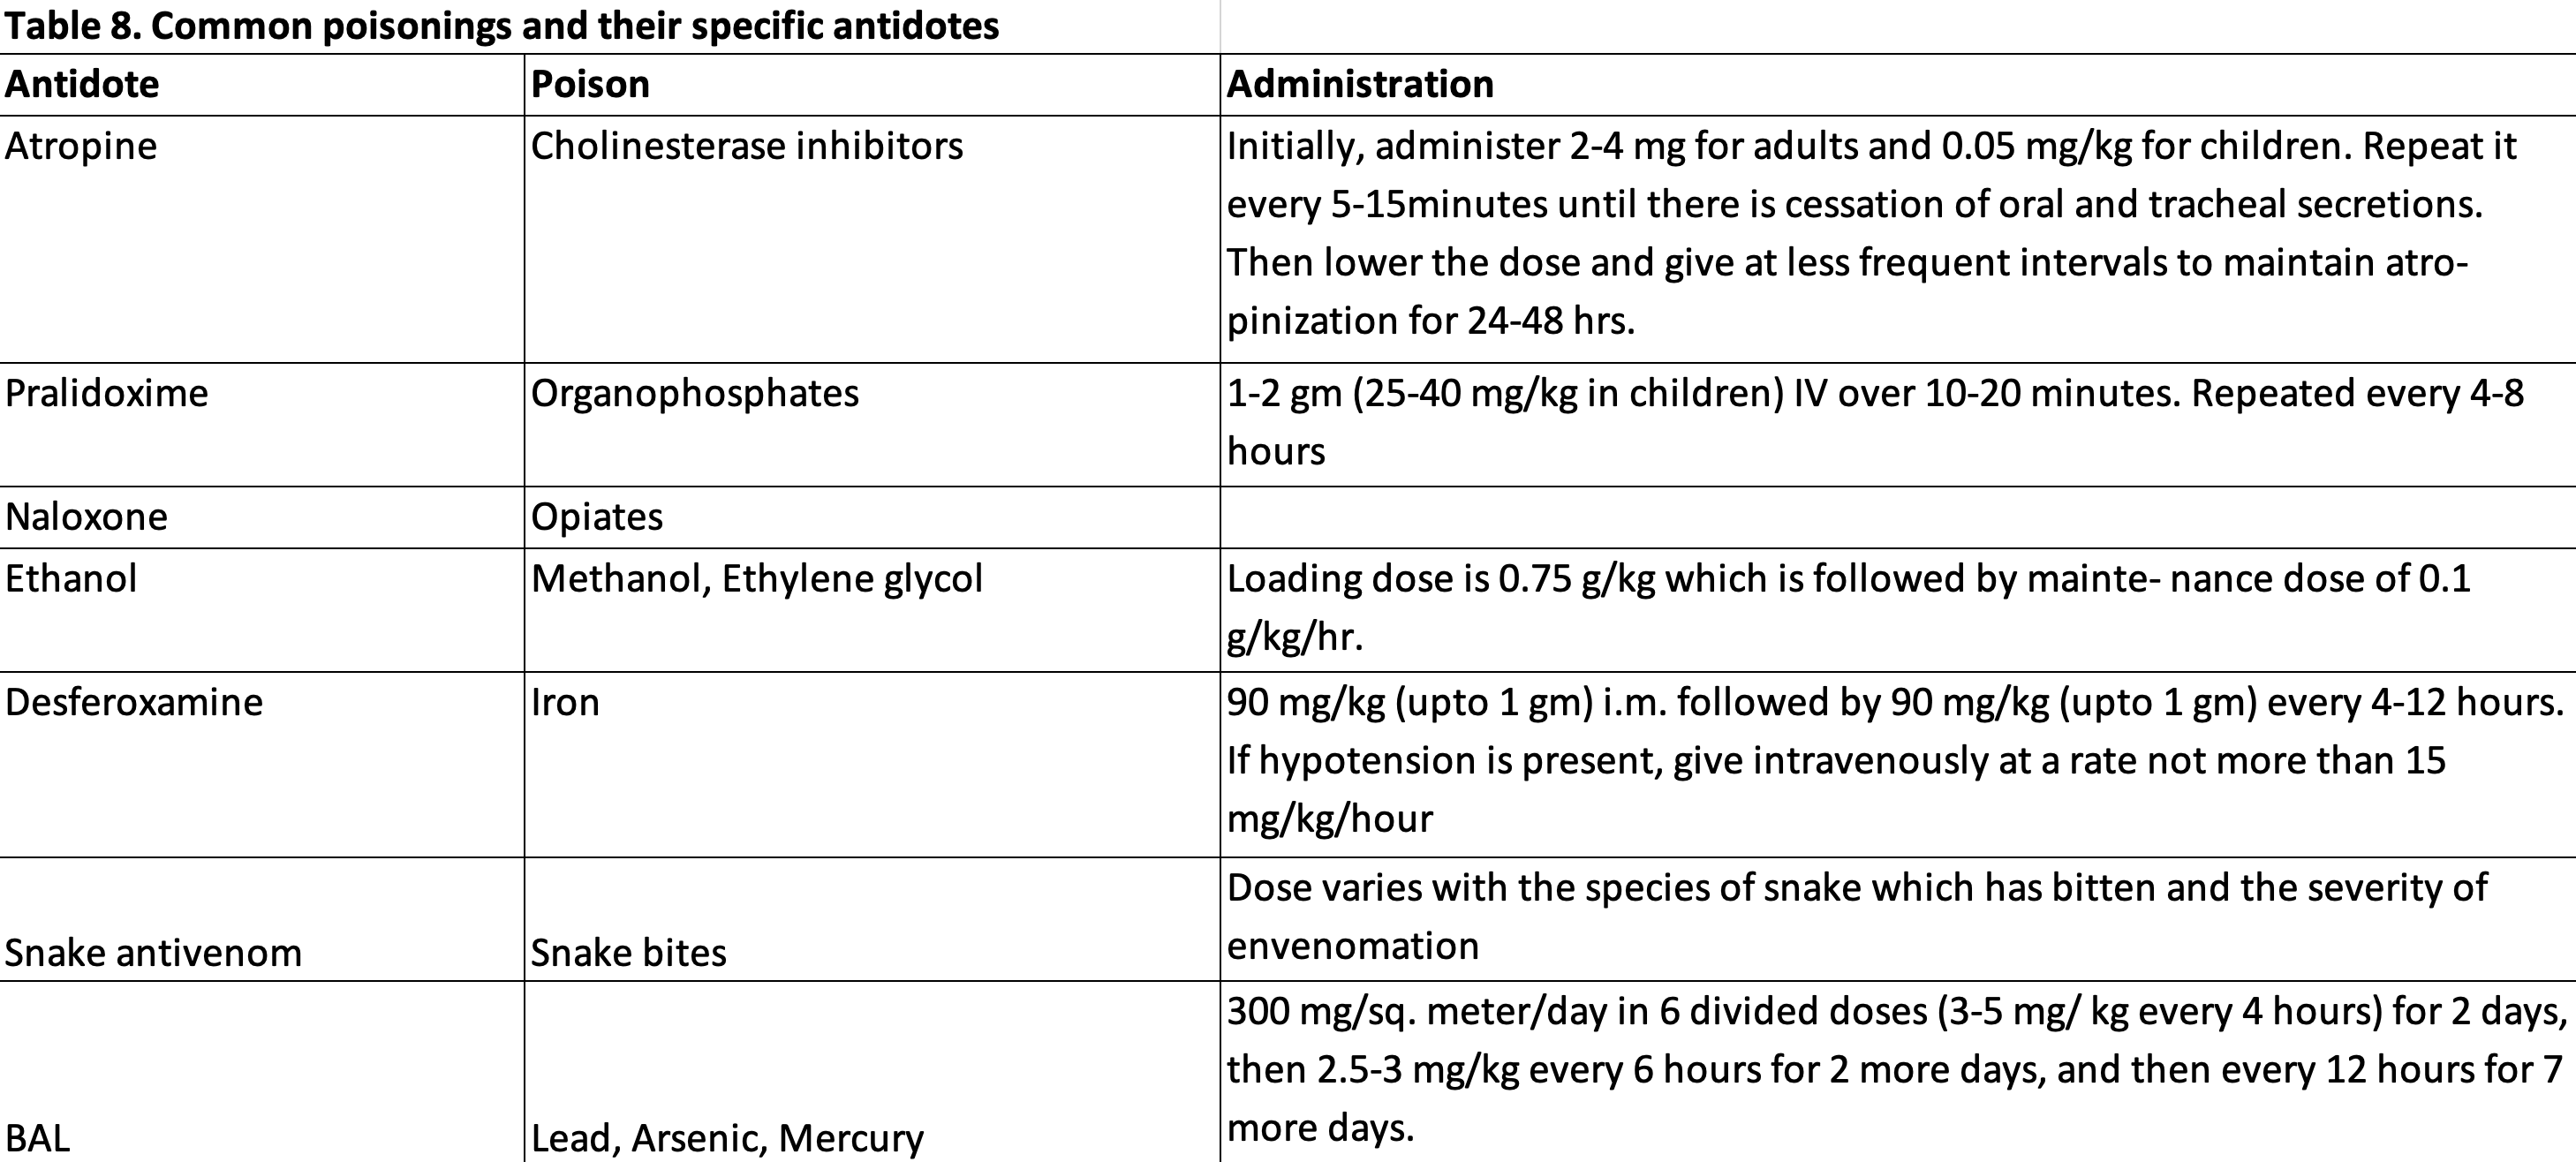 Table 8. Common poisonings and their specific antidotes
Antidote Poison Administration
Atropine Cholinesterase inhibitors Initially, administer 2-4 mg for adults and 0.05 mg/kg for children. Repeat it
every 5-15minutes until there is cessation of oral and tracheal secretions.
Then lower the dose and give at less frequent intervals to maintain atro-
pinization for 24-48 hrs.
Pralidoxime Organophosphates 1-2 gm (25-40 mg/kg in children) IV over 10-20 minutes. Repeated every 4-8
hours
Naloxone Opiates
Ethanol Methanol, Ethylene glycol Loading dose is 0.75 g/kg which is followed by mainte- nance dose of 0.1
g/kg/hr.
Desferoxamine Iron 90 mg/kg (upto 1 gm) i.m. followed by 90 mg/kg (upto 1 gm) every 4-12 hours.
If hypotension is present, give intravenously at a rate not more than 15
mg/kg/hour
Dose varies with the species of snake which has bitten and the severity of
Snake antivenom Snake bites envenomation
300 mg/sq. meter/day in 6 divided doses (3-5 mg/ kg every 4 hours) for 2 days,
then 2.5-3 mg/kg every 6 hours for 2 more days, and then every 12 hours for 7
BAL Lead, Arsenic, Mercury more days.